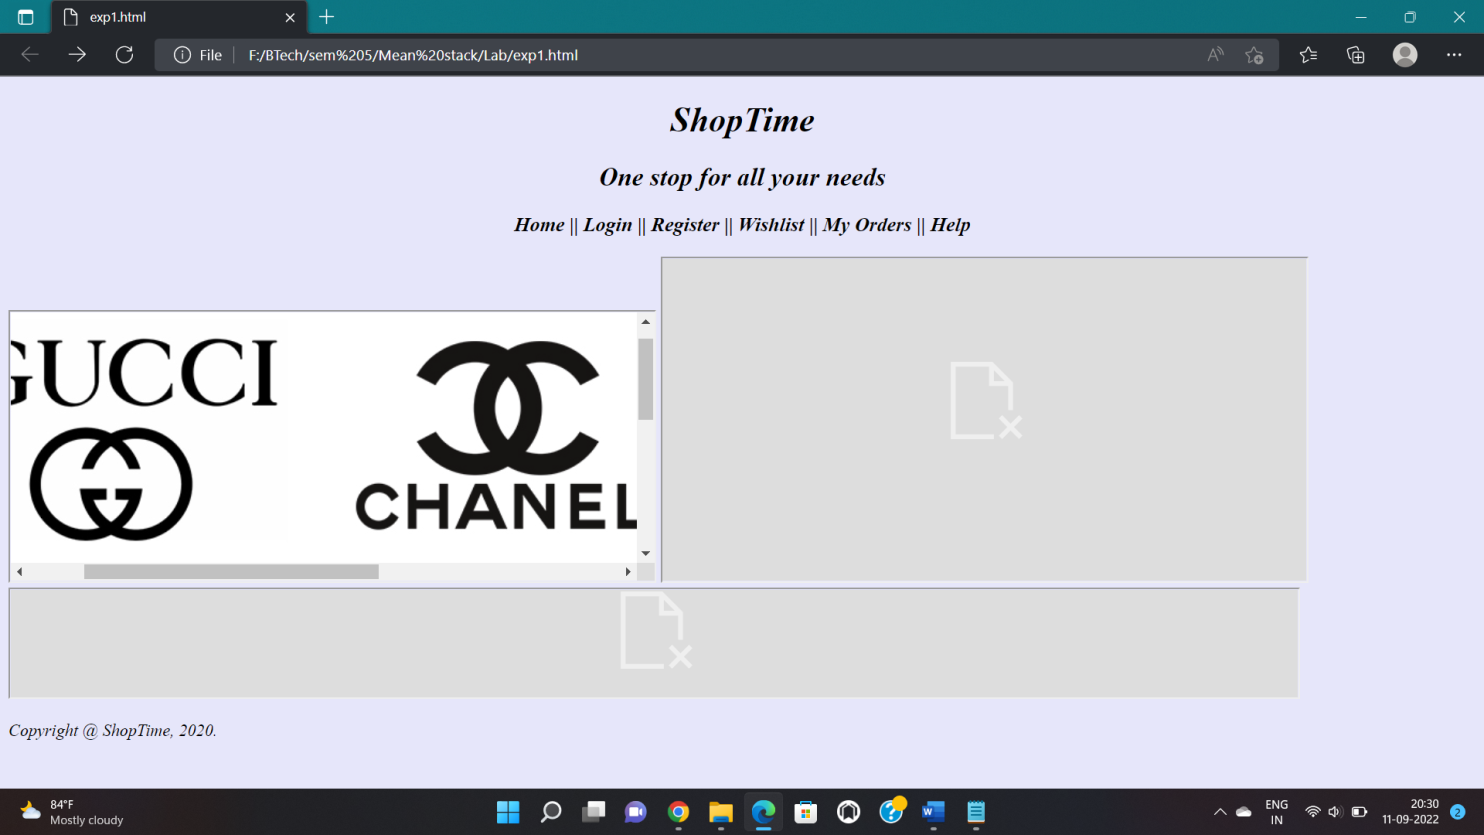 exp1.html
File F:/BTech/sem%205/Mean%20stack/Lab/exp1.html
ShopTime
One stop for all your needs
Home || Login || Register || Wishlist || My Orders || Help
GUCCI
CHANEL
Copyright @ ShopTime, 2020.
84°F
Mostly cloudy
ENG
IN
20:30
11-09-2022
2